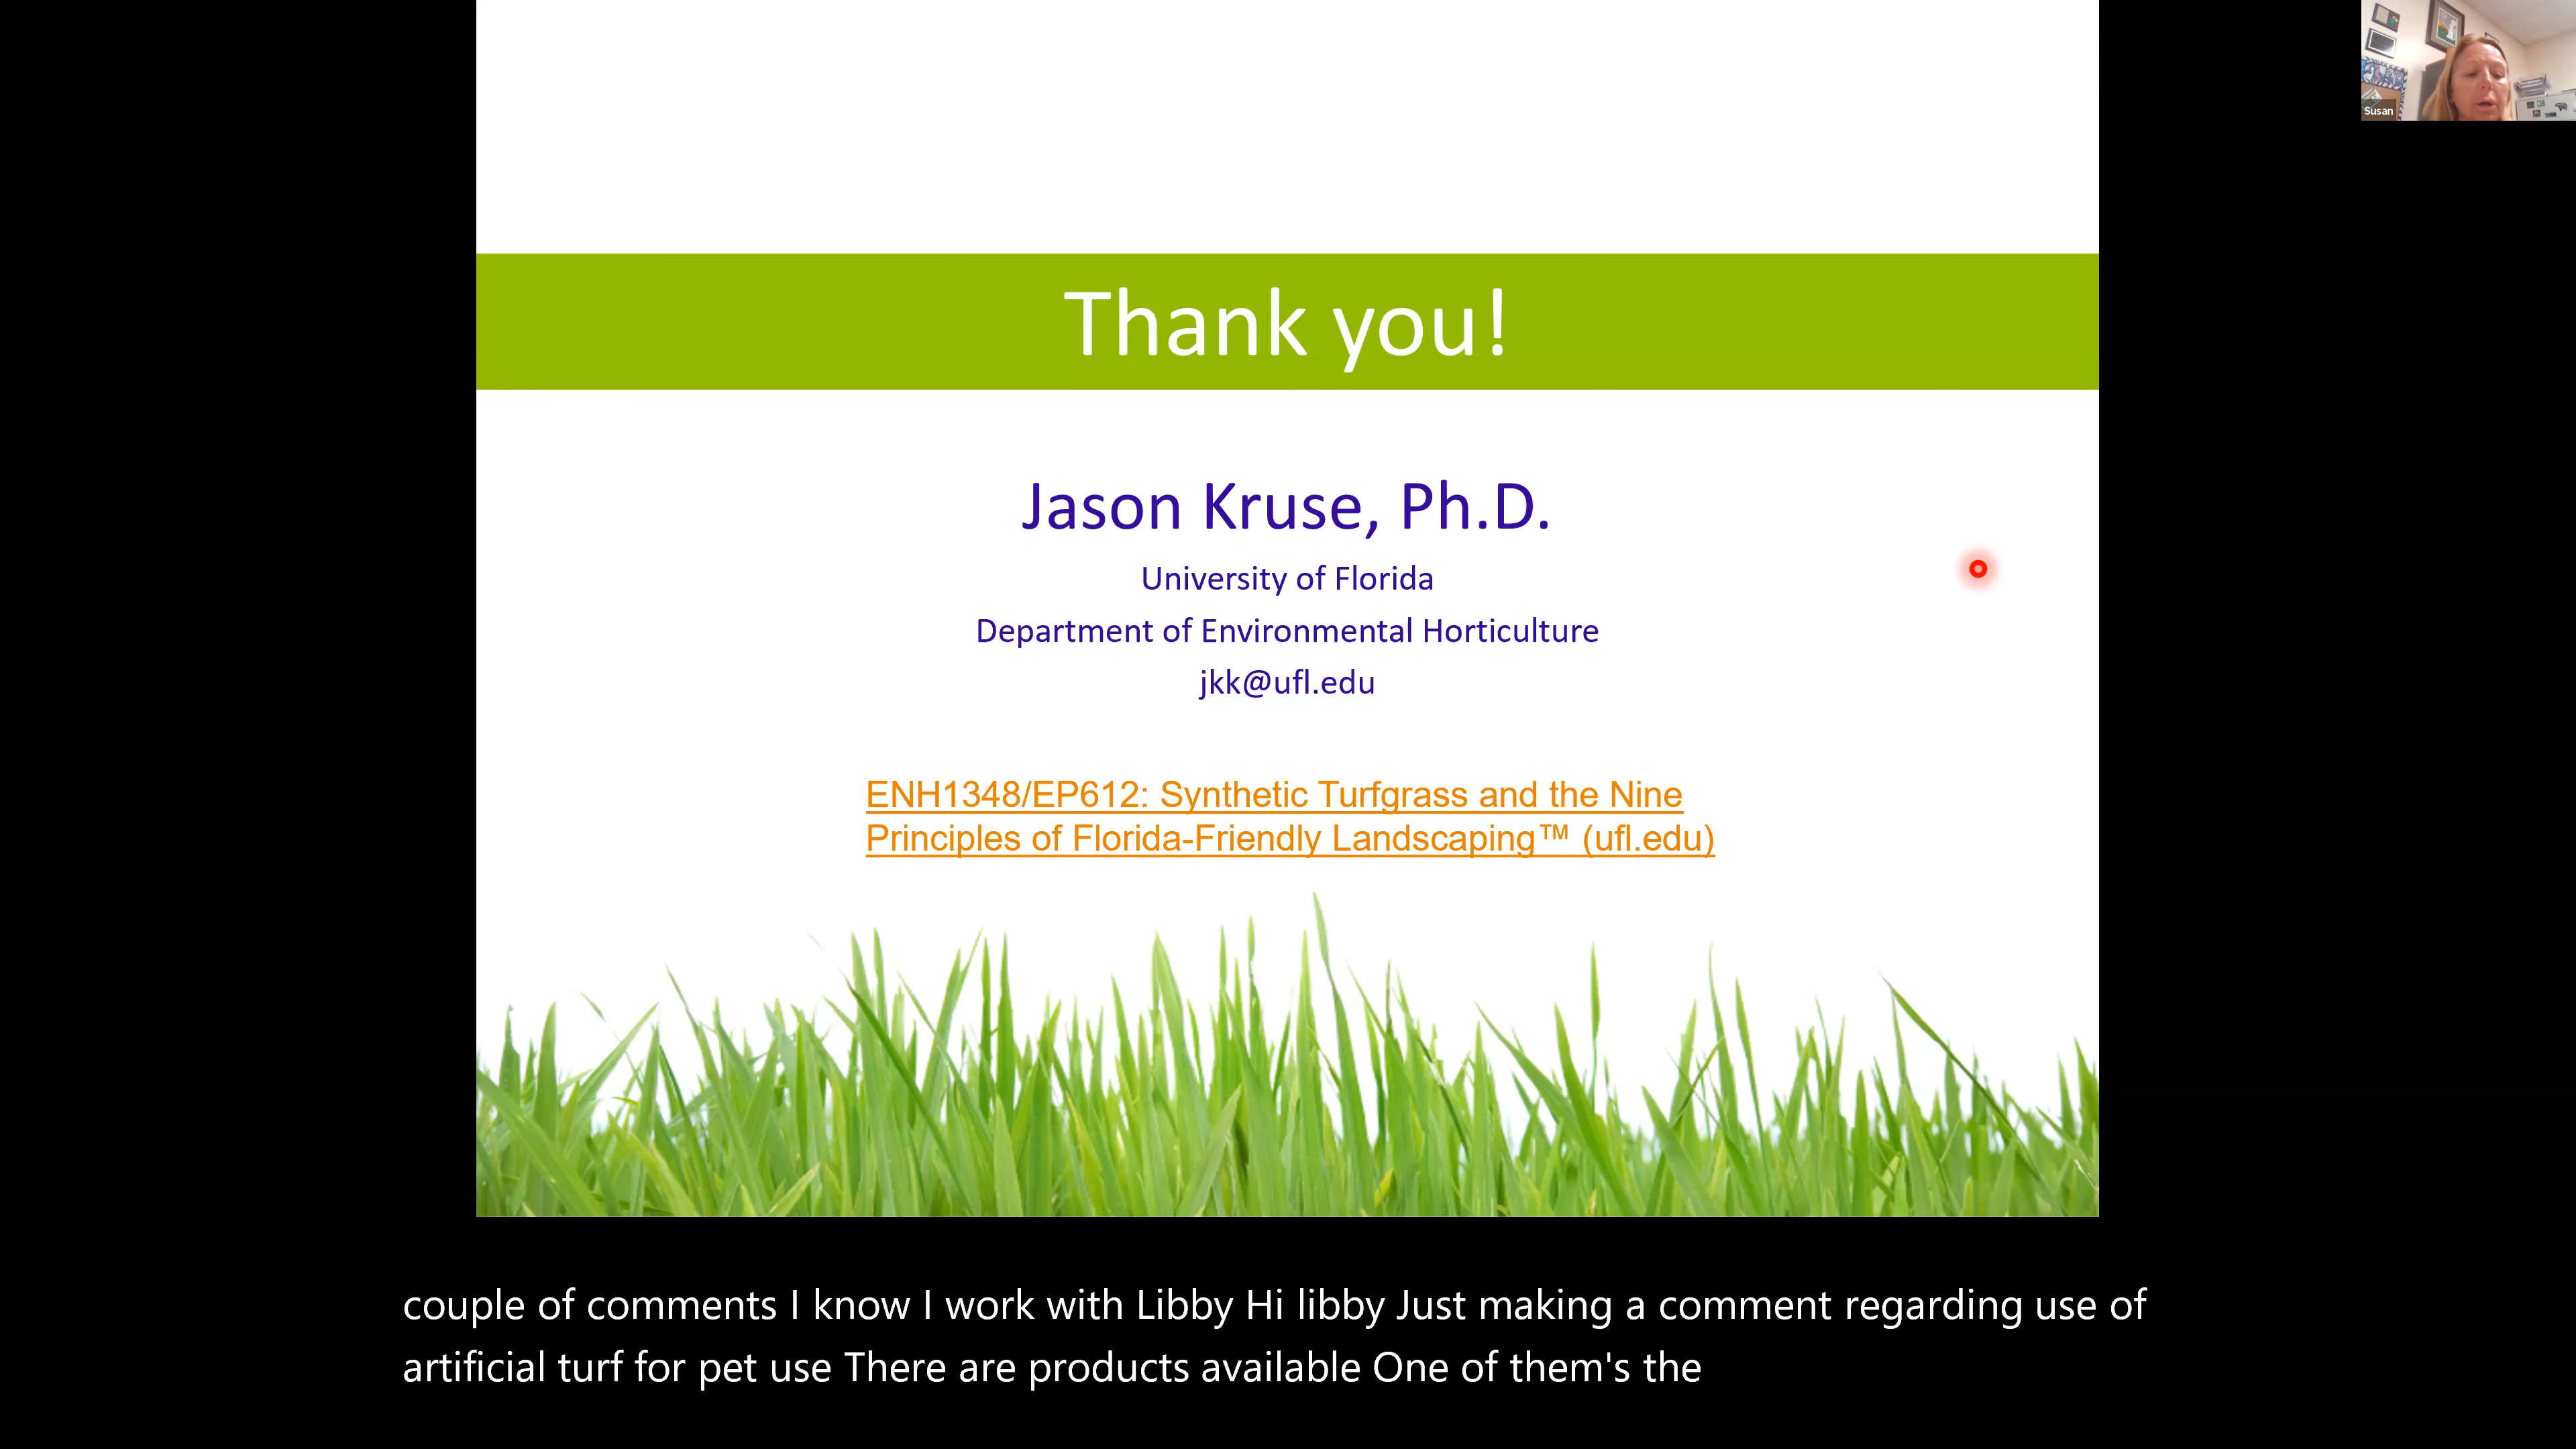 Susan
Thank you!
Jason Kruse, Ph.D.
University of Florida
Department of Environmental Horticulture
jkk@ufl.edu
ENH1348/EP612: Synthetic Turfgrass and the Nine
Principles of Florida-Friendly Landscaping™ (ufl.edu)
couple of comments I know I work with Libby Hi libby Just making a comment regarding use of
artificial turf for pet use There are products available One of them's the